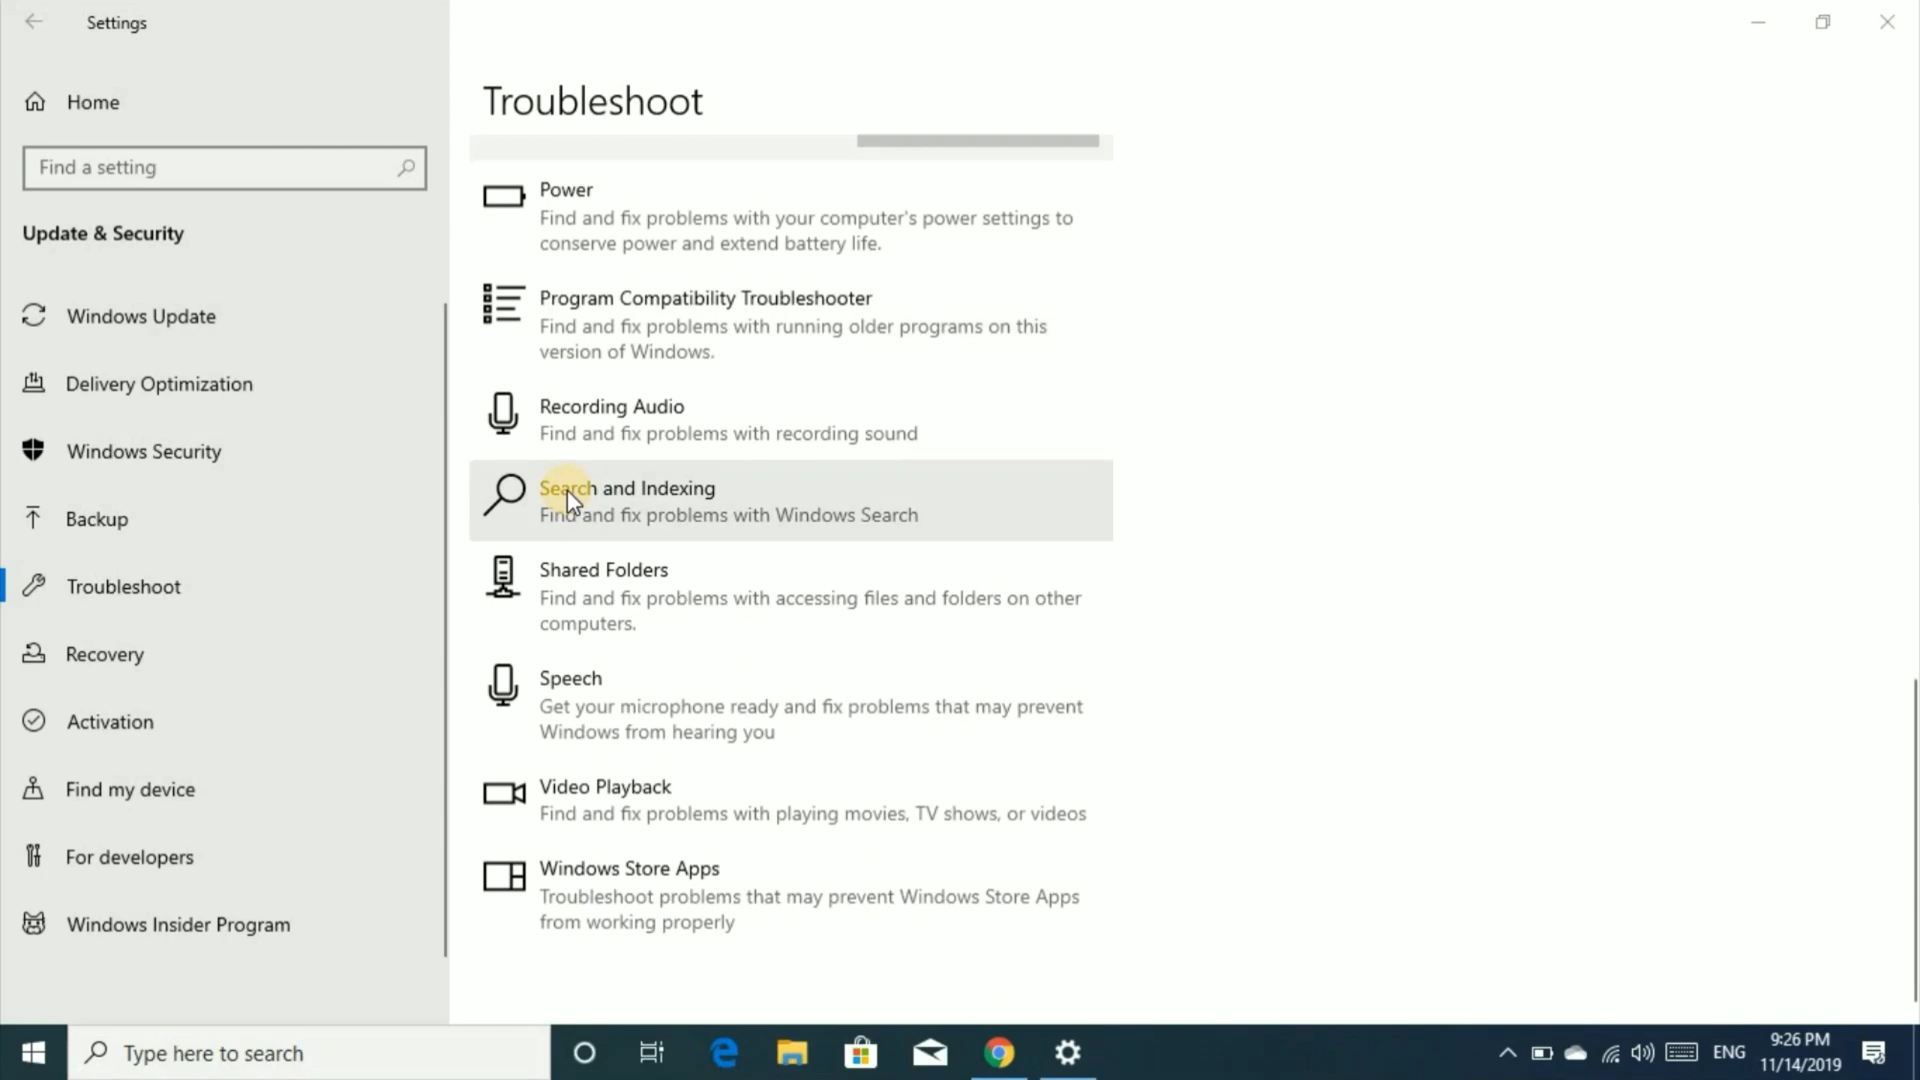 Settings
Home
Find a setting
Update & Security
Windows Update
Delivery Optimization
Windows Security
Backup
Troubleshoot
Recovery
Activation
Find my device
For developers
Windows Insider Program
Troubleshoot
Power
Find and fix problems with your computer's power settings to
conserve power and extend battery life.
Program Compatibility Troubleshooter
Find and fix problems with running older programs on this
version of Windows.
Recording Audio
Find and fix problems with recording sound
Search and Indexing
Find and fix problems with Windows Search
Shared Folders
Find and fix problems with accessing files and folders on other
computers.
Speech
Get your microphone ready and fix problems that may prevent
Windows from hearing you
Video Playback
Find and fix problems with playing movies, TV shows, or videos
Windows Store Apps
Troubleshoot problems that may prevent Windows Store Apps
from working properly
Type here to search
ENG
9:26 PM
11/14/2019